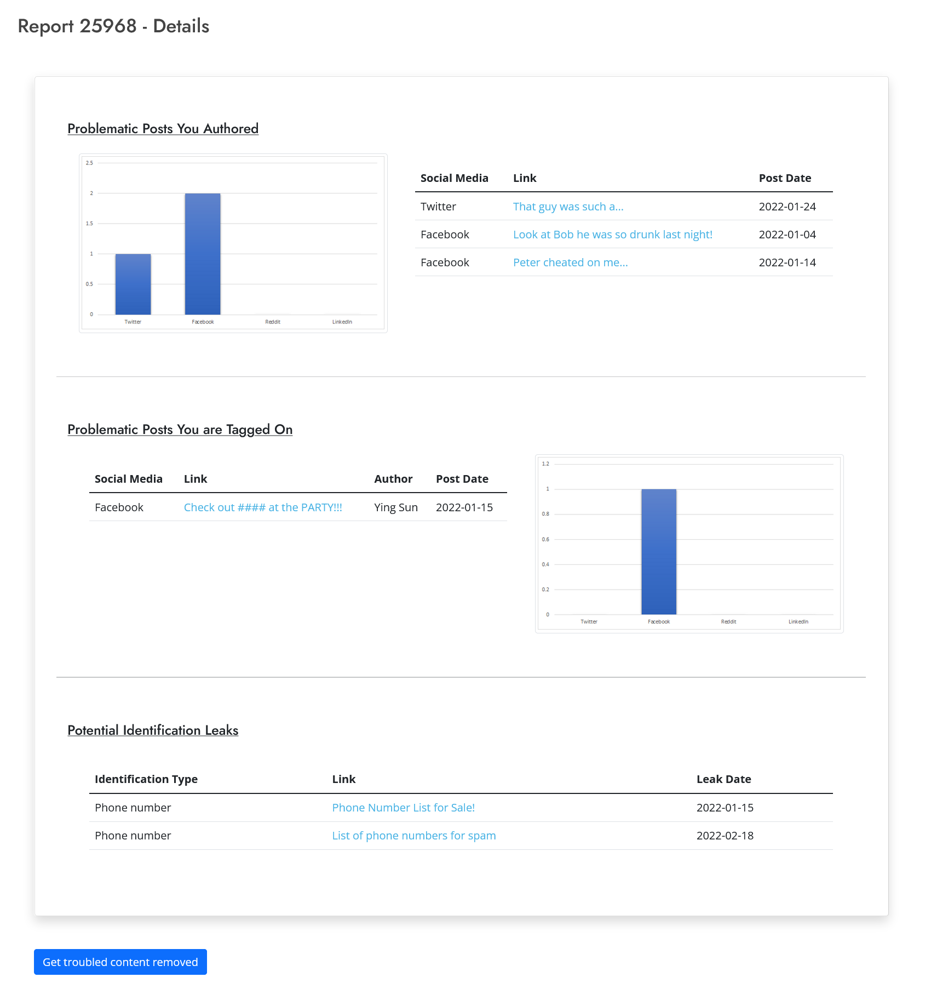 Report 25968 - Details
Problematic Posts You Authored
2.5
2
1.5
1
0.5
0
Twitter Facebook Reddit LinkedIn
Social Media Link Post Date
Twitter That guy was such a... 2022-01-24
Facebook Look at Bob he was so drunk last night! 2022-01-04
Facebook Peter cheated on me... 2022-01-14
Problematic Posts You are Tagged On
Social Media Link Author Post Date
Facebook Check out #### at the PARTY!!! Ying Sun 2022-01-15
1.2
1
0.8
0.6
0.4
0.2
0
Twitter Facebook Reddit LinkedIn
Potential Identification Leaks
Identification Type Link Leak Date
Phone number Phone Number List for Sale! 2022-01-15
Phone number List of phone numbers for spam 2022-02-18
Get troubled content removed